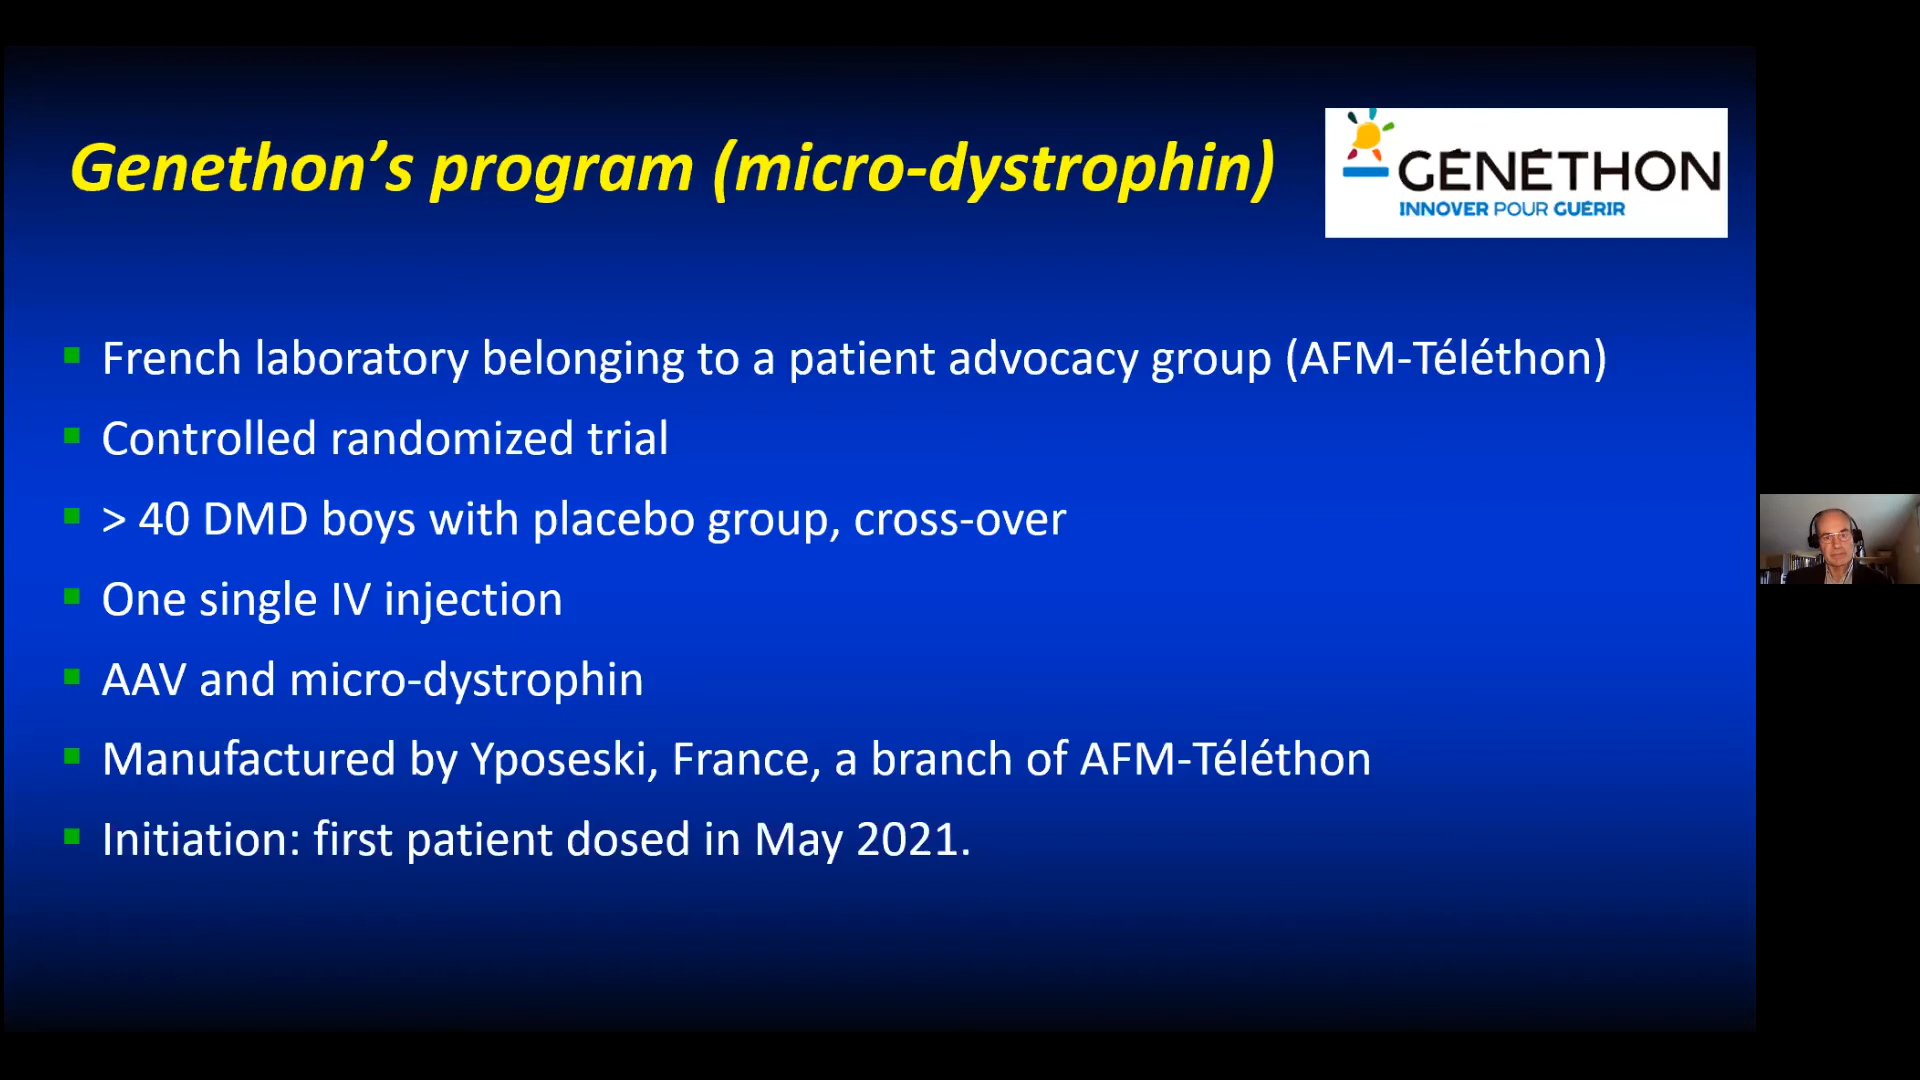 Genethon’s program (micro-dystrophin)
GÉNÉTHON
INNOVER POUR GUÉRIR
French laboratory belonging to a patient advocacy group (AFM-Téléthon)
Controlled randomized trial
> 40 DMD boys with placebo group, cross-over
One single IV injection
AAV and micro-dystrophin
Manufactured by Yposeski, France, a branch of AFM-Téléthon
Initiation: first patient dosed in May 2021.